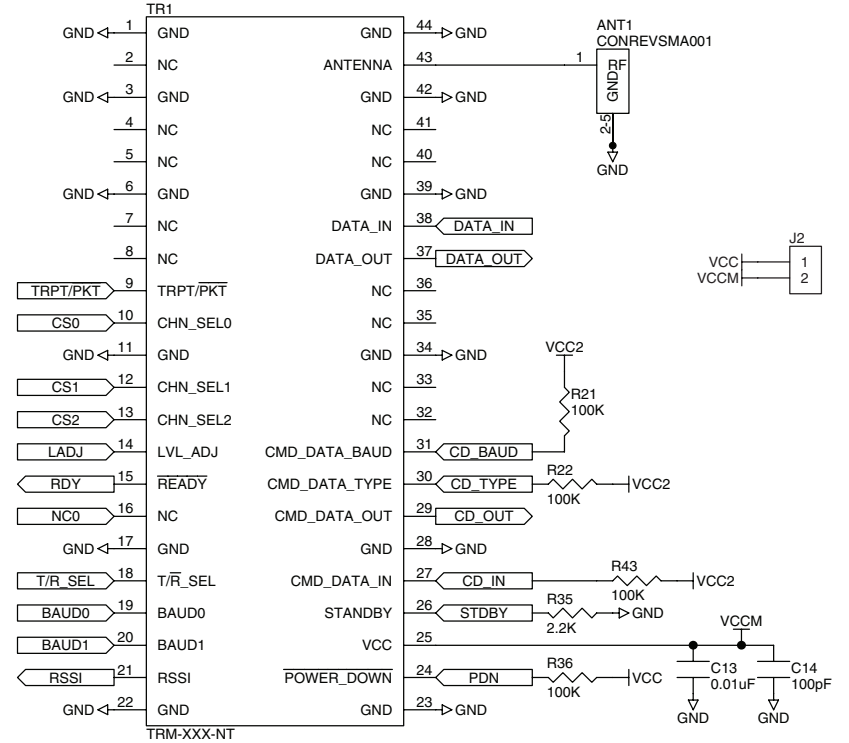 TR1
GND 1 GND GND 44 GND
2 NC ANTENNA 43
GND 3 GND GND 42 GND
4 NC NC 41
5 NC NC 40
GND 6 GND GND 39 GND
7 NC DATA_IN 38 DATA_IN
8 NC DATA_OUT 37 DATA_OUT
TRPT/PKT 9 TRPT/PKT NC 36
CS0 10 CHN_SEL0 NC 35
GND 11 GND GND 34 GND
CS1 12 CHN_SEL1 NC 33
CS2 13 CHN_SEL2 NC 32
LADJ 14 LVL_ADJ CMD_DATA_BAUD 31 CD_BAUD
RDY 15 READY CMD_DATA_TYPE 30 CD_TYPE
NC0 16 NC CMD_DATA_OUT 29 CD_OUT
GND 17 GND GND 28 GND
T/R_SEL 18 T/R_SEL CMD_DATA_IN 27 CD_IN
BAUD0 19 BAUD0 STANDBY 26 STDBY
BAUD1 20 BAUD1 VCC 25
RSSI 21 RSSI POWER_DOWN 24 PDN
GND 22 GND GND 23 GND
TRM-XXX-NT
ANT1
CONREVSMA001
1 RF
GND
2-5
GND
J2
VCC 1
VCCM 2
VCC2
R21
100K
R22
100K
VCC2
R43
100K
VCC2
R35
2.2K
GND
VCCM
R36
100K
VCC
C13
0.01uF
GND
C14
100pF
GND